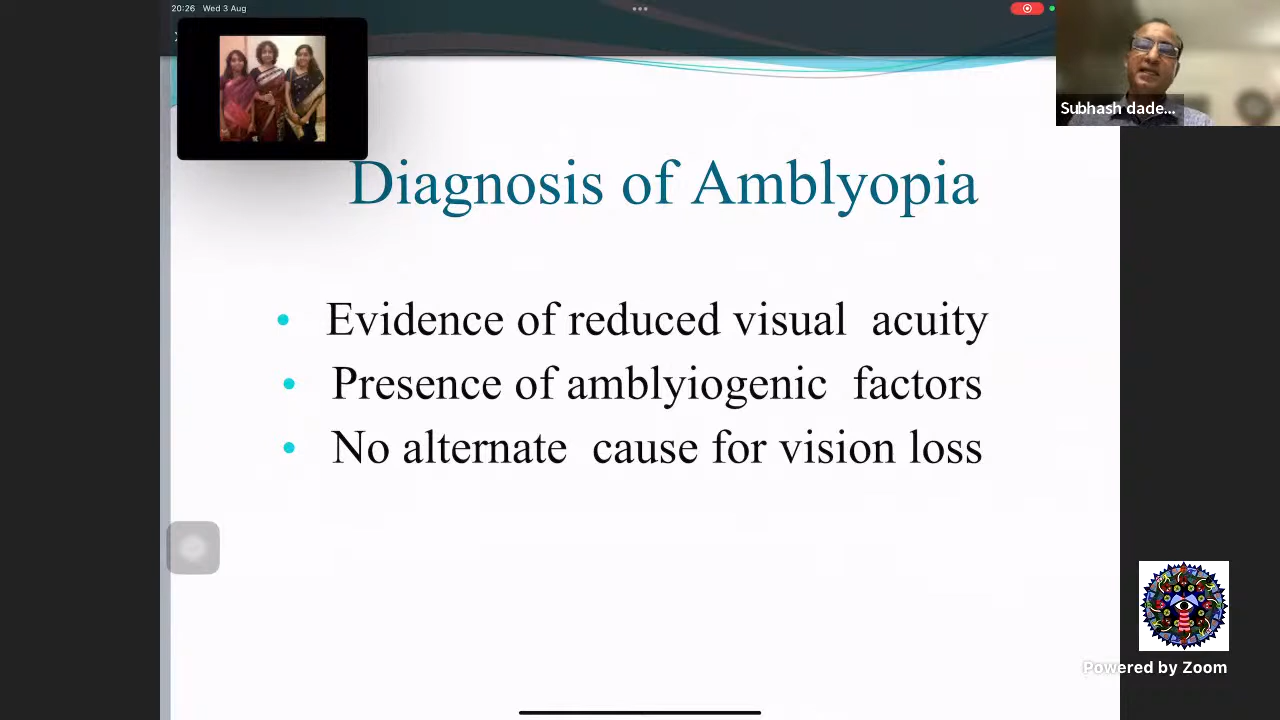 20:26 Wed 3 Aug
Subhash dade...
Diagnosis of Amblyopia
• Evidence of reduced visual acuity
• Presence of amblyiogenic factors
• No alternate cause for vision loss
Powered by Zoom